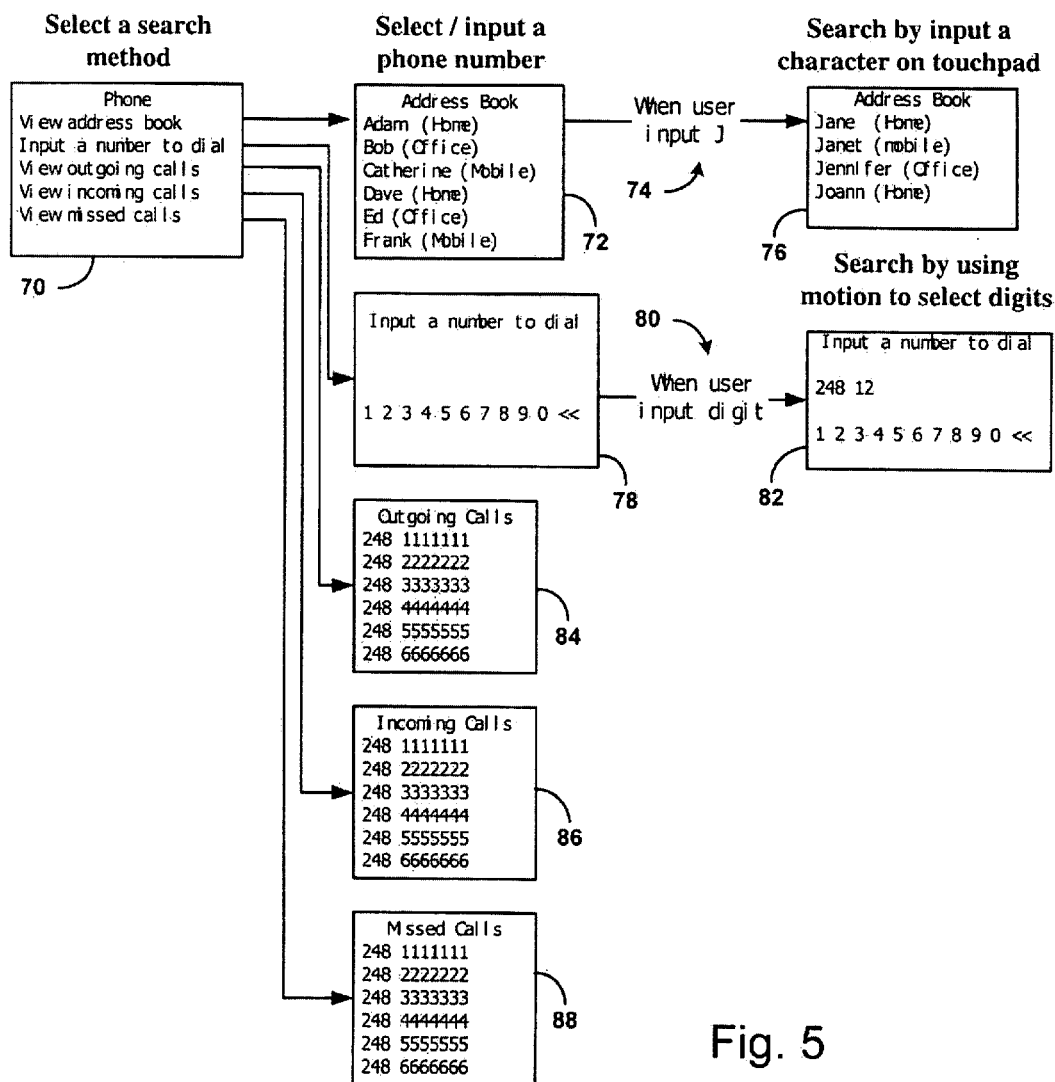 Select a search
method
Phone
View address book
Input a number to dial
View outgoing calls
View incoming calls
View missed calls
70
Select / input a
phone number
Address Book
Adam (Home)
Bob (Office)
Catherine (Mobile)
Dave (Home)
Ed (Office)
Frank (Mobile)
72
When user
input J
74
Search by input a
character on touchpad
Address Book
Jane (Home)
Janet (mobile)
Jennifer (Office)
Joann (Home)
76
Input a number to dial
1 2 3 4 5 6 7 8 9 0 <<
78
80
When user
input digit
Search by using
motion to select digits
Input a number to dial
248 12
1 2 3 4 5 6 7 8 9 0 <<
82
Outgoing Calls
248 1111111
248 2222222
248 3333333
248 4444444
248 5555555
248 6666666
84
Incoming Calls
248 1111111
248 2222222
248 3333333
248 4444444
248 5555555
248 6666666
86
Missed Calls
248 1111111
248 2222222
248 3333333
248 4444444
248 5555555
248 6666666
88
Fig. 5